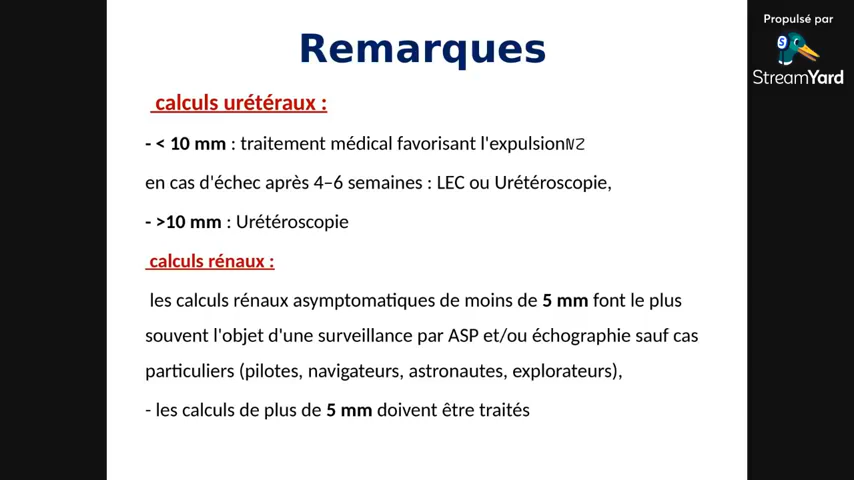 Propulsé par
StreamYard
Remarques
calculs urétéraux :
- < 10 mm : traitement médical favorisant l'expulsionNZ
en cas d'échec après 4–6 semaines : LEC ou Urétéroscopie,
- >10 mm : Urétéroscopie
calculs rénaux :
les calculs rénaux asymptomatiques de moins de 5 mm font le plus
souvent l'objet d'une surveillance par ASP et/ou échographie sauf cas
particuliers (pilotes, navigateurs, astronautes, explorateurs),
- les calculs de plus de 5 mm doivent être traités